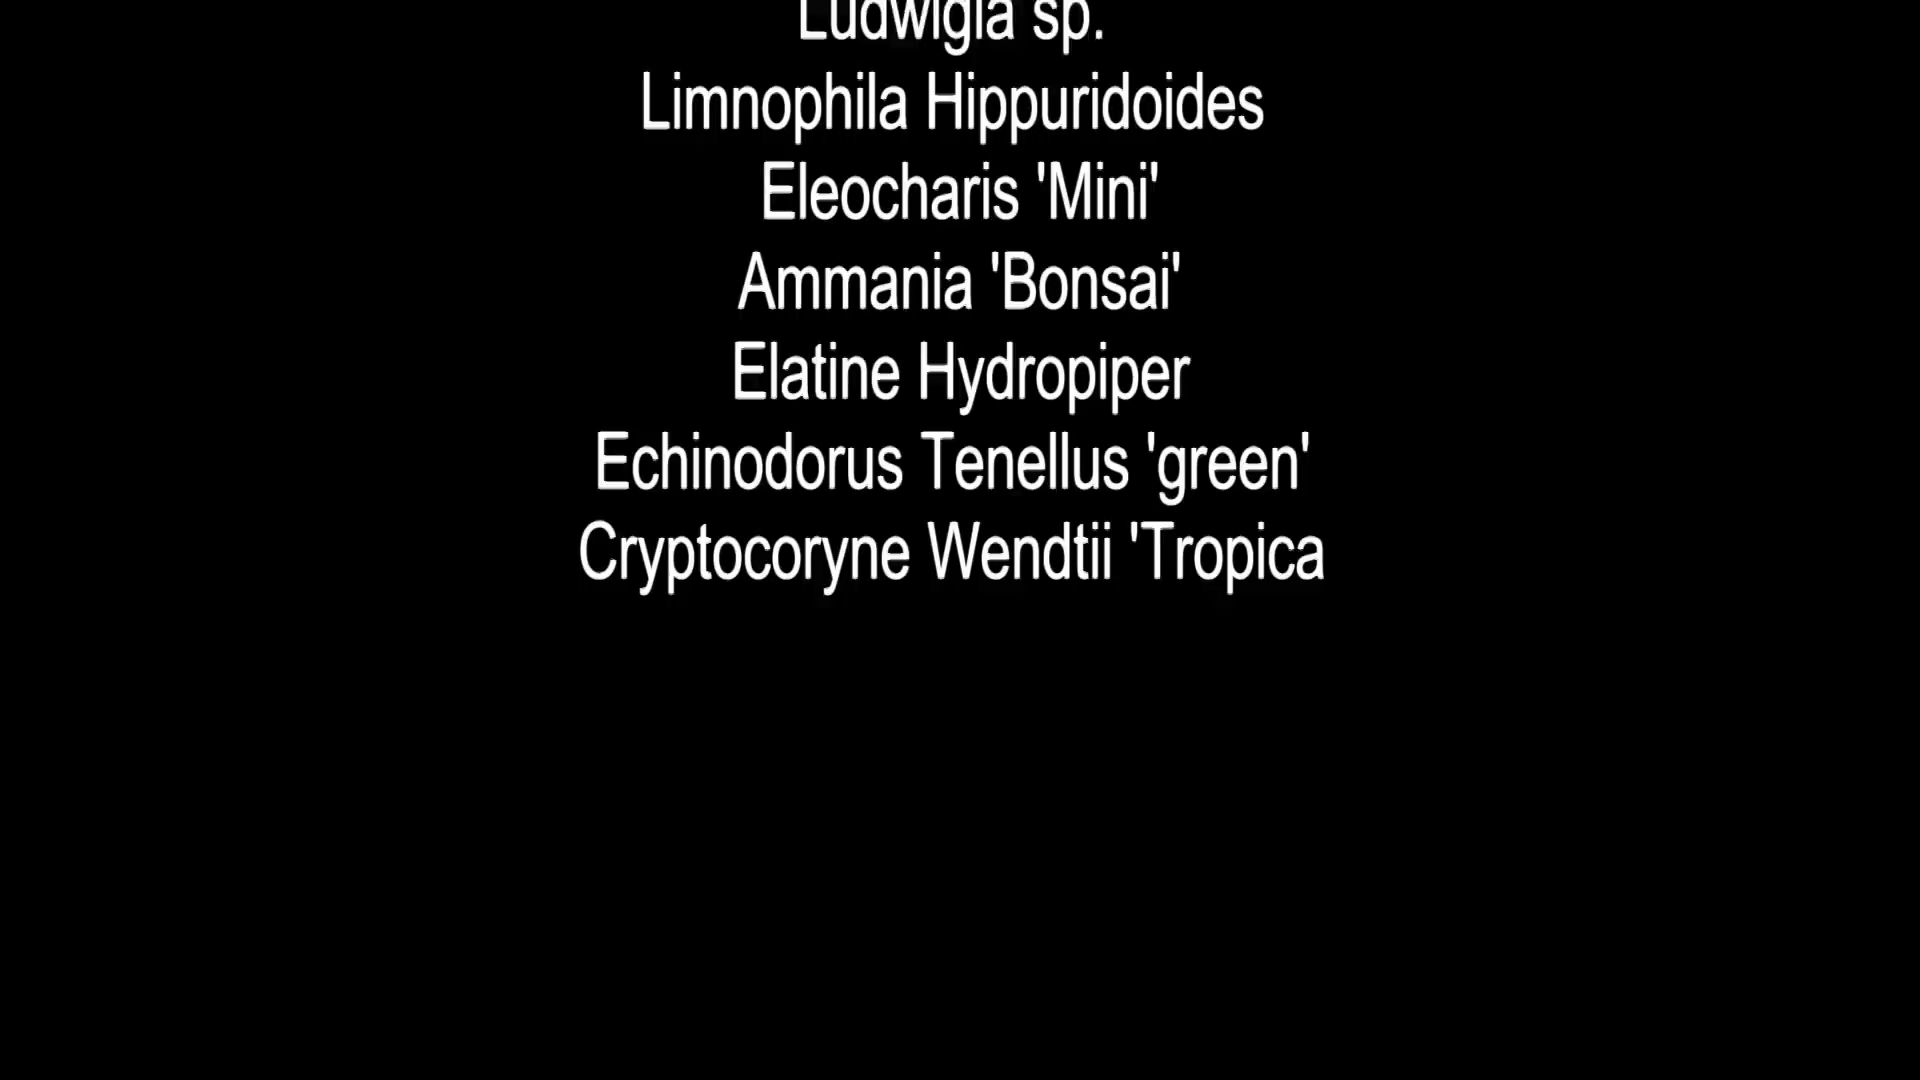 Ludwigia sp.
Limnophila Hippuridoides
Eleocharis 'Mini'
Ammania 'Bonsai'
Elatine Hydropiper
Echinodorus Tenellus 'green'
Cryptocoryne Wendtii 'Tropica